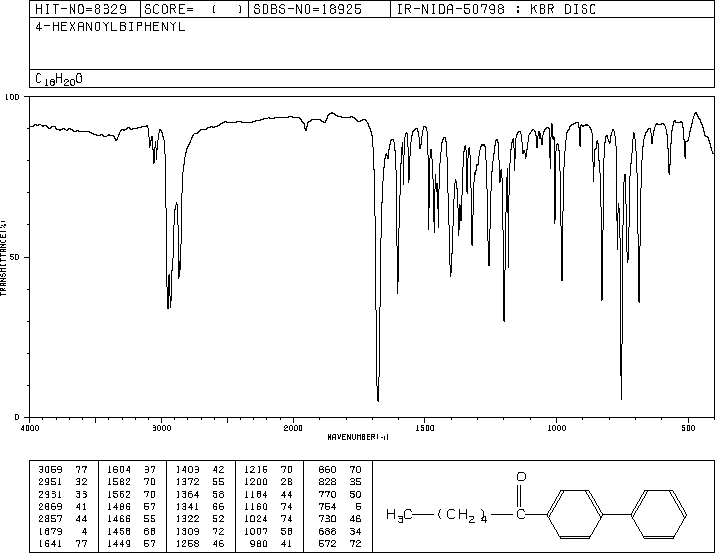 HIT-NO=8329 SCORE= ( ) SDBS-NO=18925 IR-NIDA-50798 : KBR DISC
4-HEXANOYLBIPHENYL
C18H20O
100
50
0
TRANSMITTANCE(%)
4000 3000 2000 1500 1000 500
WAVENUMBER(-1)
3069 77 1604 37 1403 42 1216 70 860 70
2951 32 1582 70 1372 55 1200 28 828 35
2931 33 1562 70 1364 58 1184 44 770 50
2869 41 1486 57 1341 66 1160 74 754 5
2857 44 1466 55 1322 52 1024 74 730 46
1679 4 1458 68 1309 72 1007 58 688 34
1641 77 1449 57 1258 46 980 41 572 72
O
H3C—(CH2)4—C